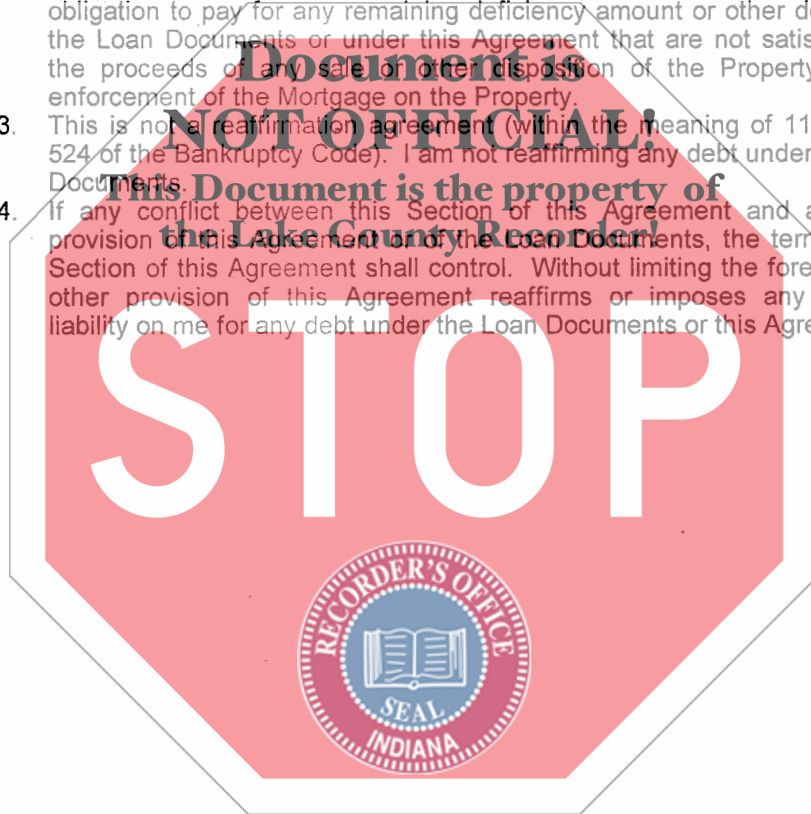 obligation to pay for any remaining deficiency amount or other d
the Loan Documents or under this Agreement that are not satis
the proceeds of any sale or other disposition of the Property
enforcement of the Mortgage on the Property.
3. This is not a reaffirmation agreement (within the meaning of 11
524 of the Bankruptcy Code). I am not reaffirming any debt under
Documents.
4. If any conflict between this Section of this Agreement and a
provision of this Agreement or of the Loan Documents, the term
Section of this Agreement shall control. Without limiting the fore
other provision of this Agreement reaffirms or imposes any
liability on me for any debt under the Loan Documents or this Agre
Document is
NOT OFFICIAL!
This Document is the property of
the Lake County Recorder!
STOP
RECORDER'S OFFICE
SEAL
INDIANA